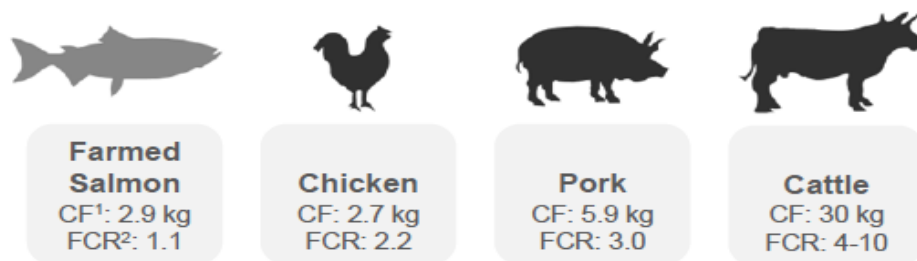 Farmed
Salmon
CF¹: 2.9 kg
FCR²: 1.1
Chicken
CF: 2.7 kg
FCR: 2.2
Pork
CF: 5.9 kg
FCR: 3.0
Cattle
CF: 30 kg
FCR: 4-10